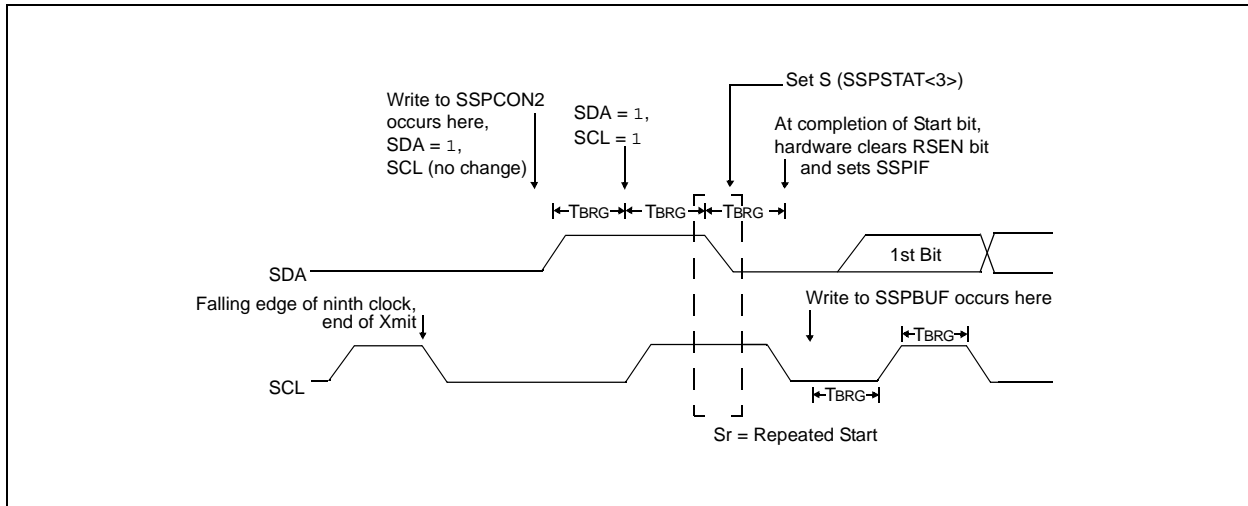 Set S (SSPSTAT<3>)
Write to SSPCON2
occurs here,
SDA = 1,
SCL (no change)
SDA = 1,
SCL = 1
At completion of Start bit,
hardware clears RSEN bit
and sets SSPIF
TBRG
TBRG
TBRG
SDA
1st Bit
Falling edge of ninth clock,
end of Xmit
Write to SSPBUF occurs here
TBRG
SCL
TBRG
Sr = Repeated Start